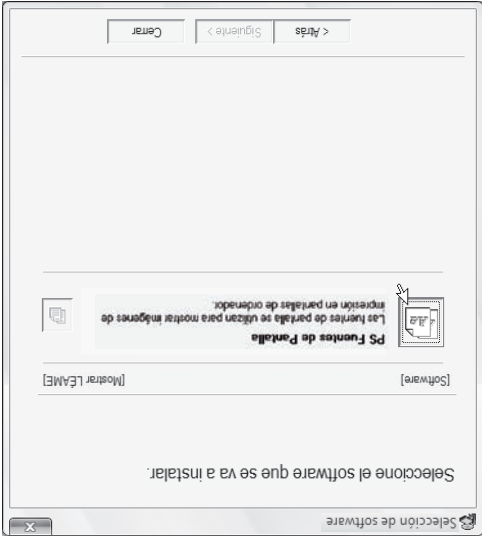 Selección de software
X
Seleccione el software que se va a instalar.
[Software] [Mostrar LÉAME]
PS Fuentes de Pantalla
Las fuentes de pantalla se utilizan para mostrar imágenes de
impresión en pantallas de ordenador.
< Atrás Siguiente > Cerrar